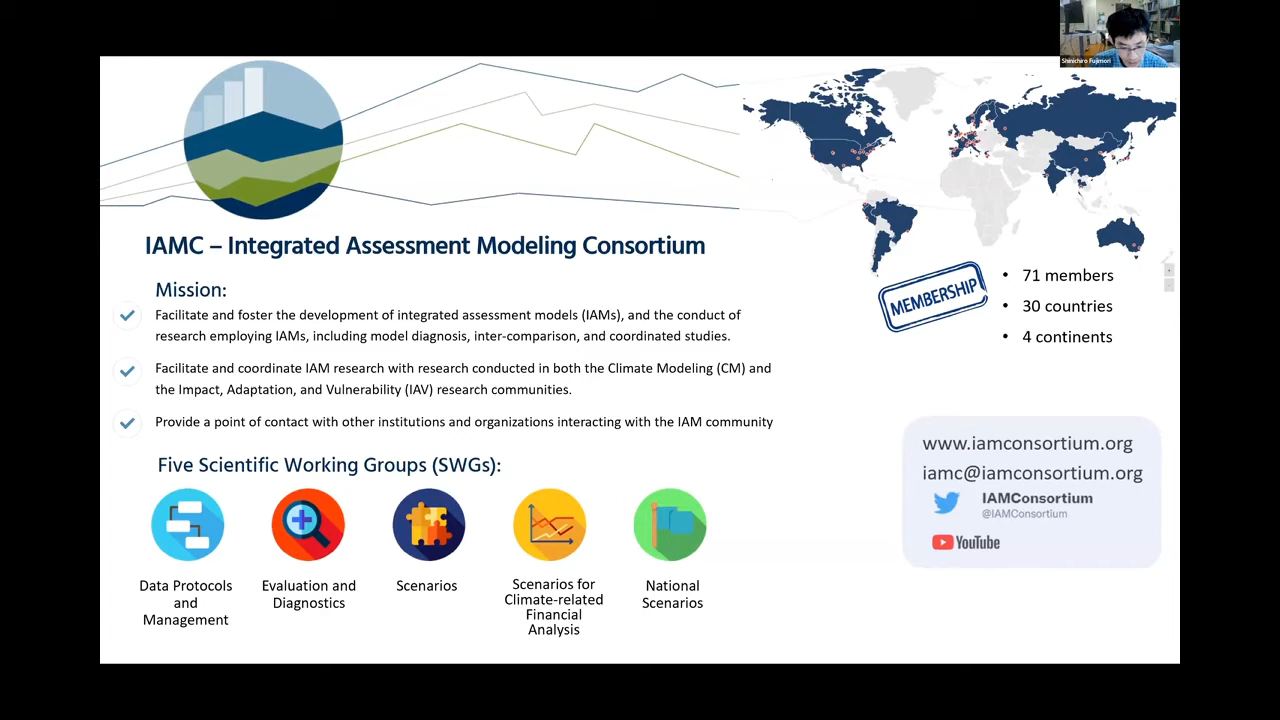 Shinichiro Fujimori
IAMC – Integrated Assessment Modeling Consortium
Mission:
Facilitate and foster the development of integrated assessment models (IAMs), and the conduct of
research employing IAMs, including model diagnosis, inter-comparison, and coordinated studies.
Facilitate and coordinate IAM research with research conducted in both the Climate Modeling (CM) and
the Impact, Adaptation, and Vulnerability (IAV) research communities.
Provide a point of contact with other institutions and organizations interacting with the IAM community
Five Scientific Working Groups (SWGs):
Data Protocols
and
Management
Evaluation and
Diagnostics
Scenarios
Scenarios for
Climate-related
Financial
Analysis
National
Scenarios
MEMBERSHIP
• 71 members
• 30 countries
• 4 continents
www.iamconsortium.org
iamc@iamconsortium.org
IAMConsortium
@IAMConsortium
YouTube